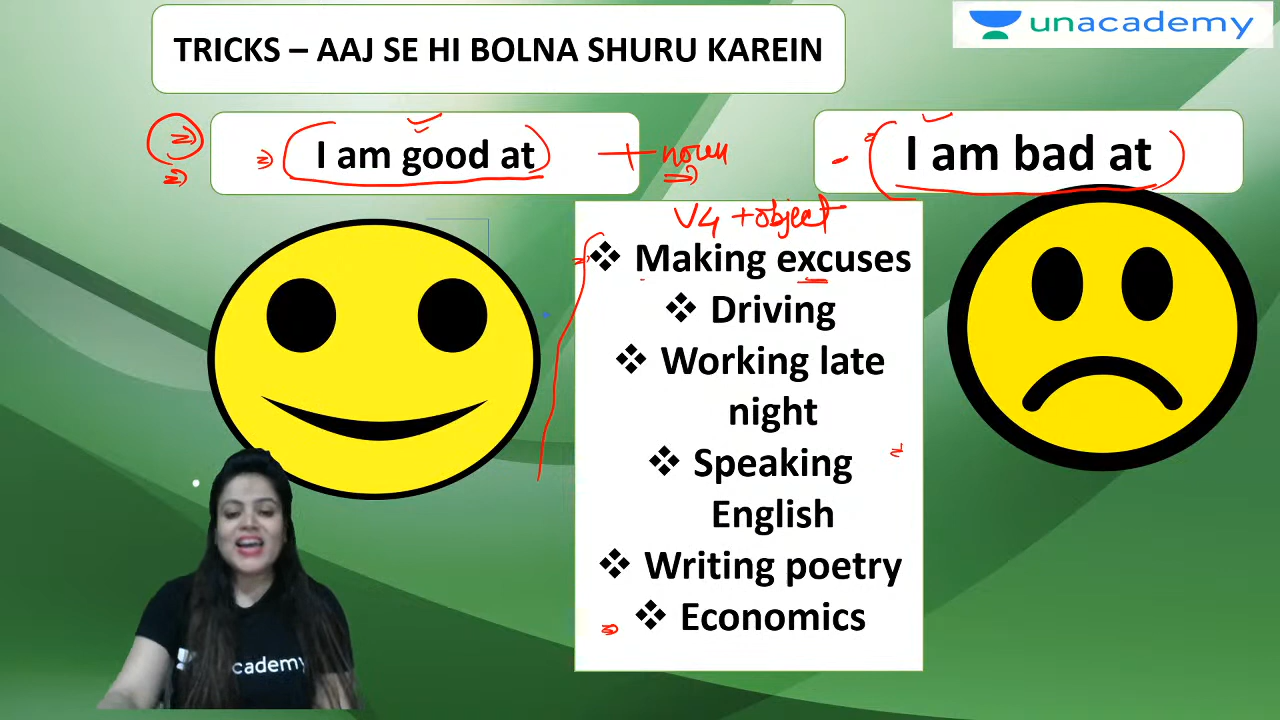 unacademy
TRICKS – AAJ SE HI BOLNA SHURU KAREIN
I am good at
+ noun
I am bad at
V4 + object
❖ Making excuses
❖ Driving
❖ Working late
night
❖ Speaking
English
❖ Writing poetry
❖ Economics
cademy